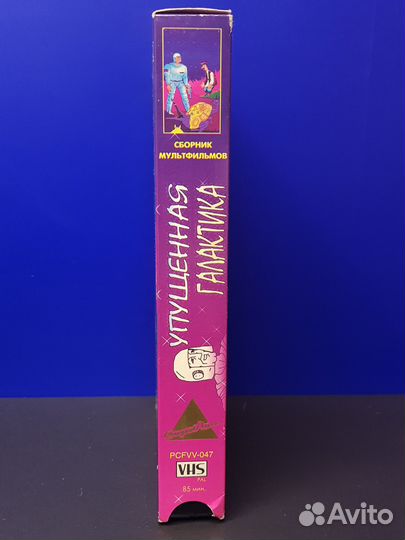 СБОРНИК
МУЛЬТФИЛЬМОВ
УПУЩЕННАЯ
ГАЛАКТИКА
PCFVV-047
VHS
PAL
85 МИН.
Avito